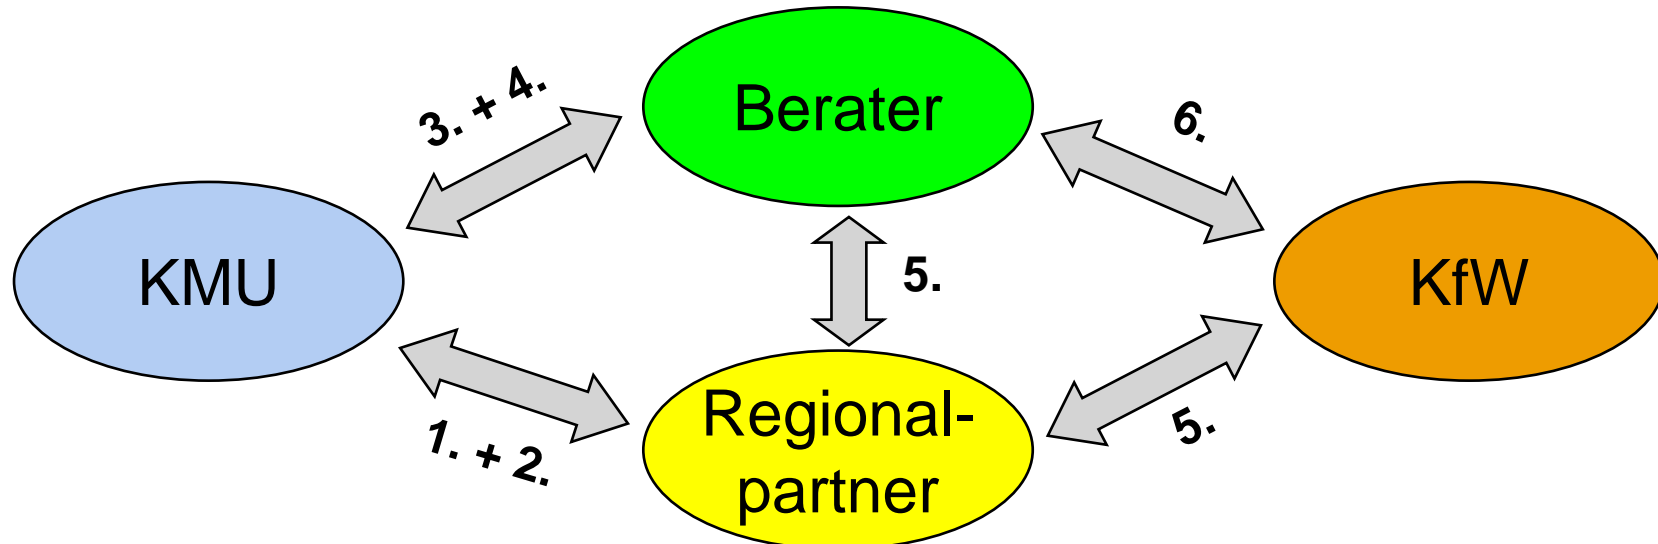 Berater
3. + 4.
6.
KMU
5.
KfW
Regional-
partner
1. + 2.
5.